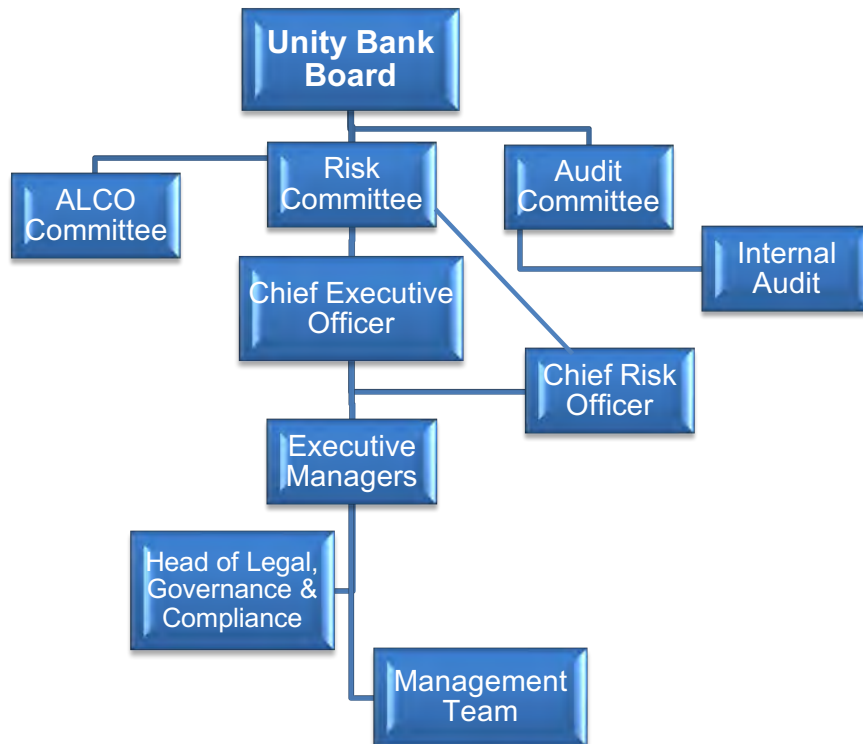 Unity Bank
Board
Risk
Committee
Audit
Committee
ALCO
Committee
Internal
Audit
Chief Executive
Officer
Chief Risk
Officer
Executive
Managers
Head of Legal,
Governance &
Compliance
Management
Team